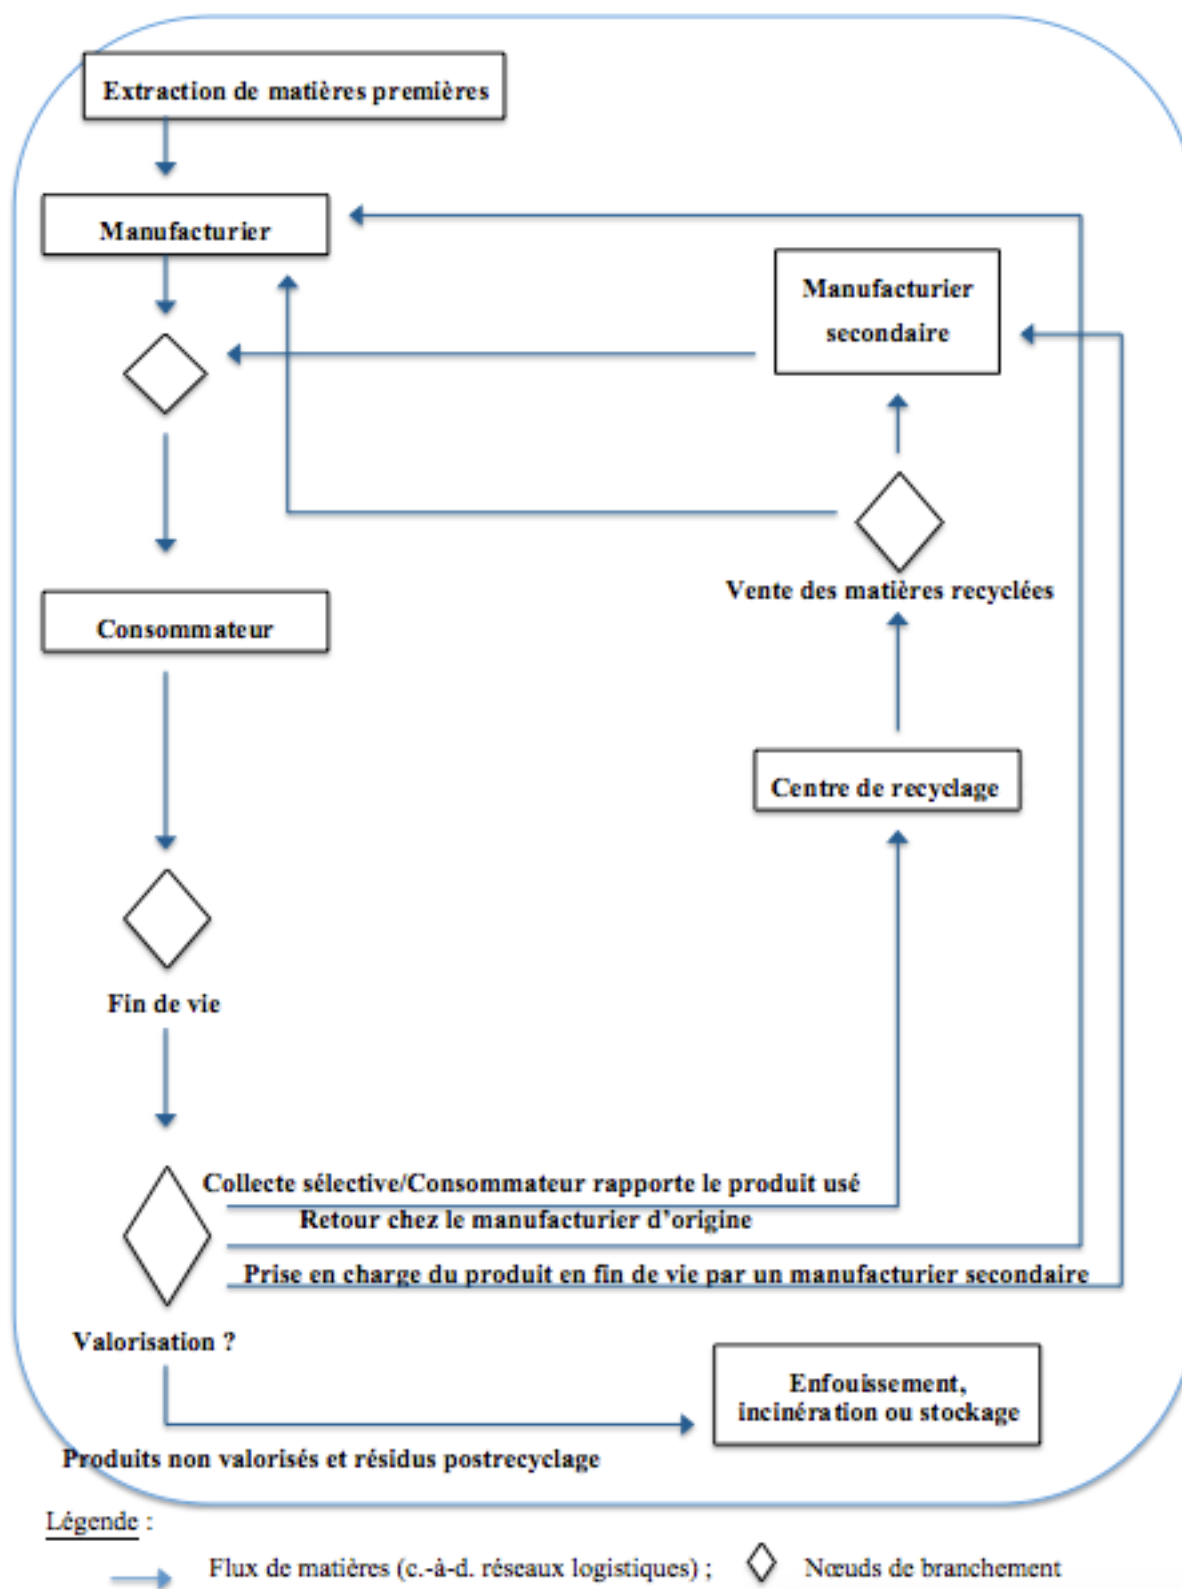 Extraction de matières premières
Manufacturier
Manufacturier
secondaire
Vente des matières recyclées
Consommateur
Centre de recyclage
Fin de vie
Collecte sélective/Consommateur rapporte le produit usé
Retour chez le manufacturier d'origine
Prise en charge du produit en fin de vie par un manufacturier secondaire
Valorisation ?
Enfouissement,
incinération ou stockage
Produits non valorisés et résidus postrecyclage
Légende :
Flux de matières (c.-à-d. réseaux logistiques) ; Nœuds de branchement